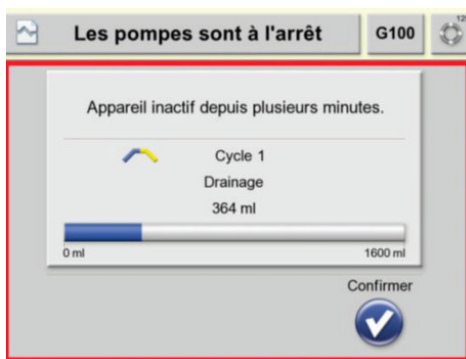 Les pompes sont à l'arrêt
G100
Appareil inactif depuis plusieurs minutes.
Cycle 1
Drainage
364 ml
0 ml
1600 ml
Confirmer